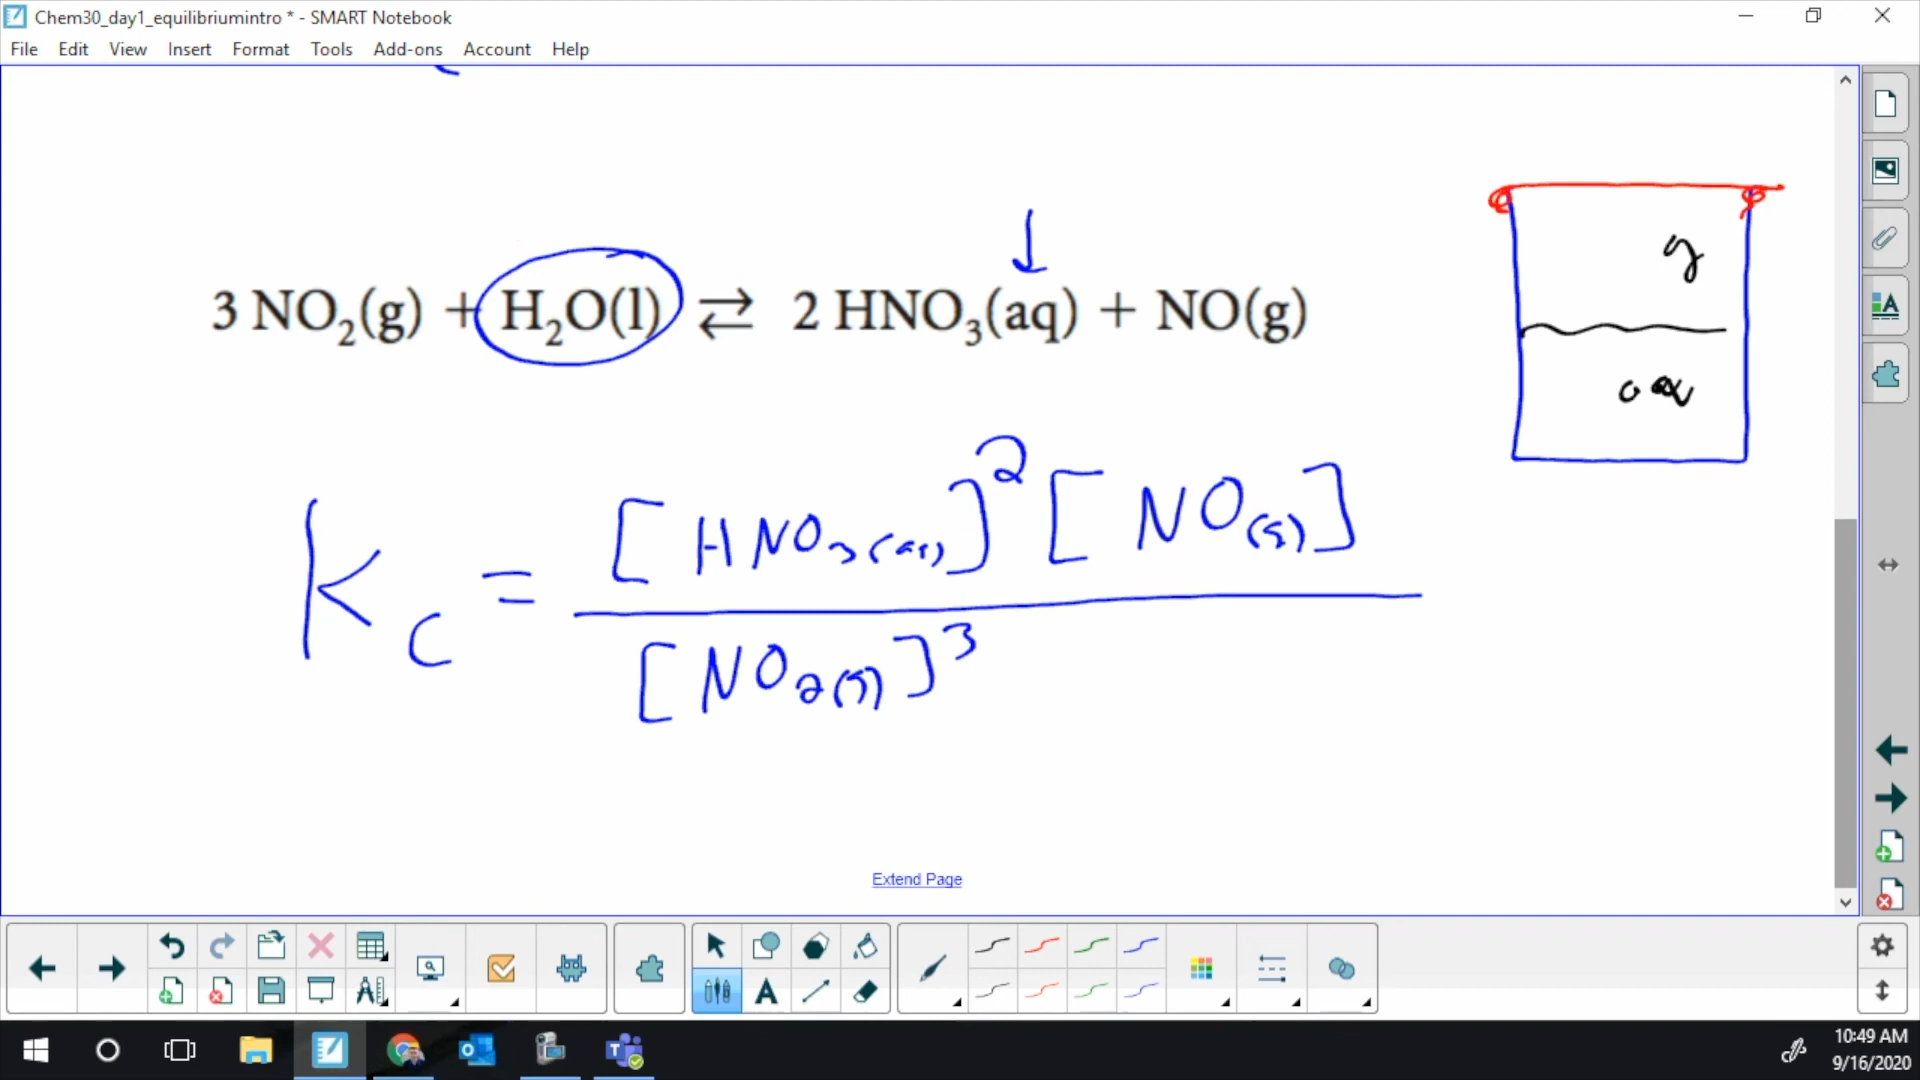 Chem30_day1_equilibriumintro * - SMART Notebook
File Edit View Insert Format Tools Add-ons Account Help
3 NO₂(g) + H₂O(l) ⇄ 2 HNO₃(aq) + NO(g)
g
aq
Kc = [HNO₃(aq)]² [NO(g)]
[NO₂(g)]³
Extend Page
10:49 AM
9/16/2020